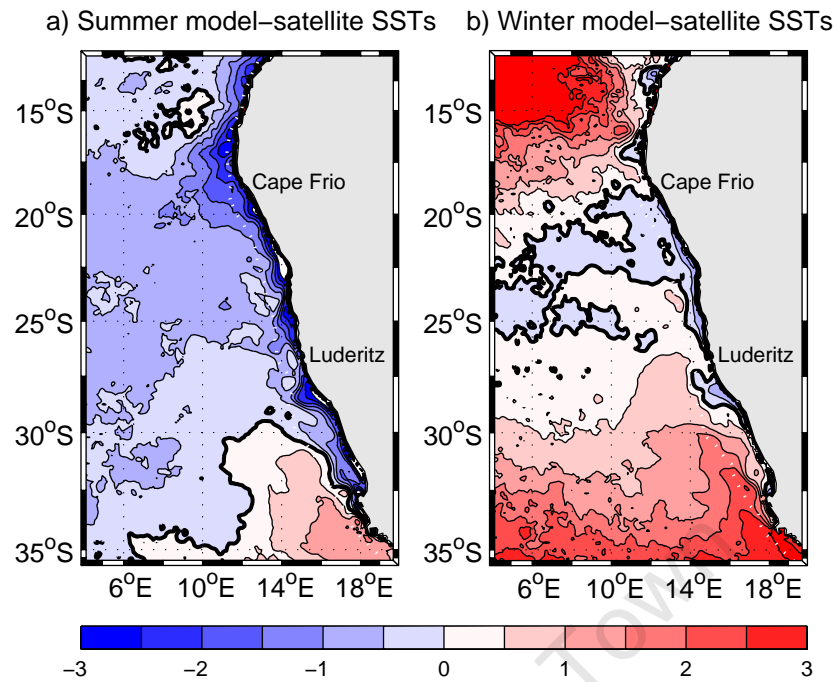 a) Summer model−satellite SSTs b) Winter model−satellite SSTs
15°S
20°S
25°S
30°S
35°S
6°E 10°E 14°E 18°E
Cape Frio
Luderitz
15°S
20°S
25°S
30°S
35°S
6°E 10°E 14°E 18°E
Cape Frio
Luderitz
Town
−3 −2 −1 0 1 2 3